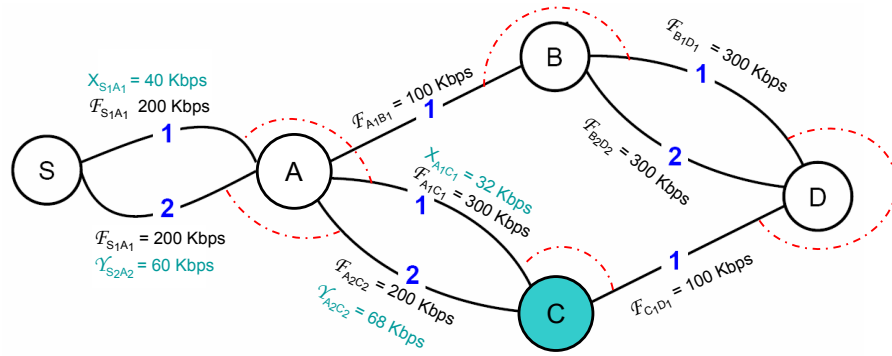 X_S1A1 = 40 Kbps
ℱ_S1A1 200 Kbps
1
S
2
ℱ_S1A1 = 200 Kbps
Y_S2A2 = 60 Kbps
A
ℱ_A1B1 = 100 Kbps
1
B
ℱ_B1D1 = 300 Kbps
1
ℱ_B2D2 = 300 Kbps
2
X_A1C1 = 32 Kbps
ℱ_A1C1 = 300 Kbps
1
2
ℱ_A2C2 = 200 Kbps
Y_A2C2 = 68 Kbps
C
1
ℱ_C1D1 = 100 Kbps
D